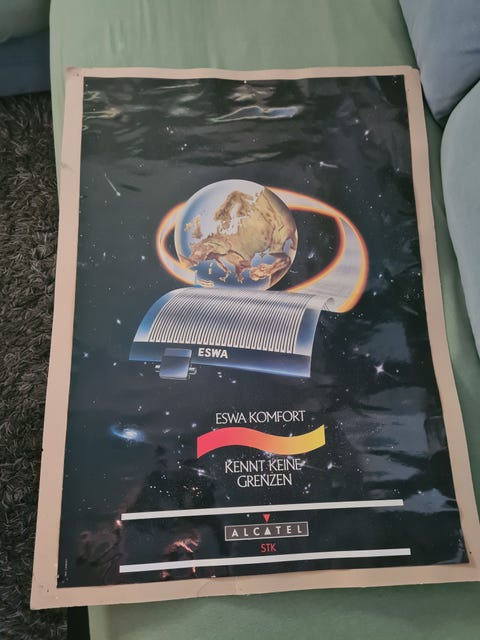 ESWA
ESWA KOMFORT
KENNT KEINE
GRENZEN
ALCATEL
STK